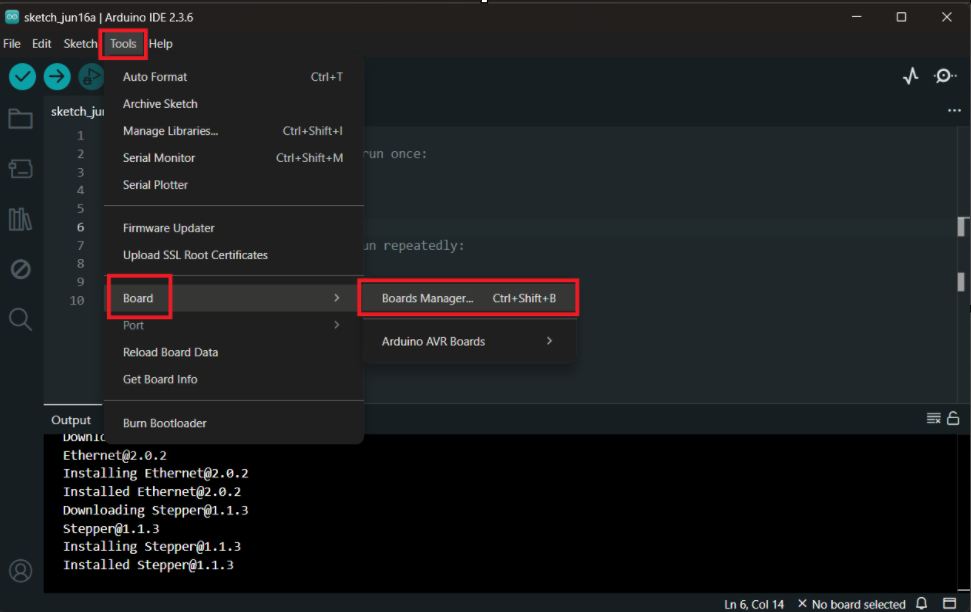 sketch_jun16a | Arduino IDE 2.3.6
File Edit Sketch Tools Help
Auto Format Ctrl+T
Archive Sketch
Manage Libraries... Ctrl+Shift+I
Serial Monitor Ctrl+Shift+M
Serial Plotter
Firmware Updater
Upload SSL Root Certificates
Board
Port
Reload Board Data
Get Board Info
Burn Bootloader
Boards Manager... Ctrl+Shift+B
Arduino AVR Boards
sketch_ju
1
2 run once:
3
4
5
6
7 un repeatedly:
8
9
10
Output
Downlo
Ethernet@2.0.2
Installing Ethernet@2.0.2
Installed Ethernet@2.0.2
Downloading Stepper@1.1.3
Stepper@1.1.3
Installing Stepper@1.1.3
Installed Stepper@1.1.3
Ln 6, Col 14 No board selected